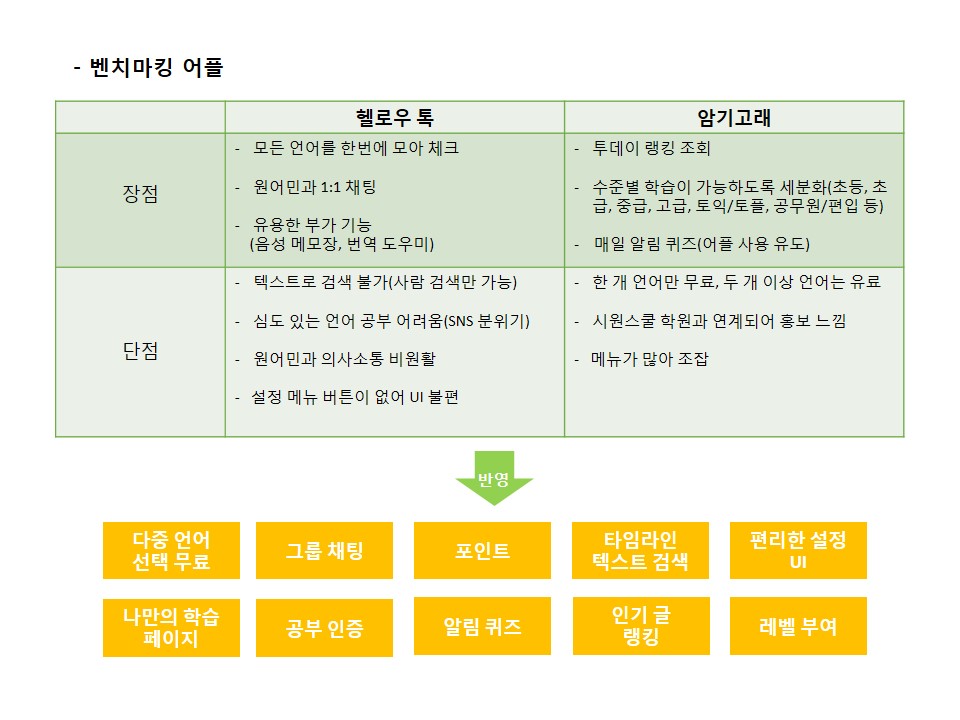 - 벤치마킹 어플
헬로우 톡
암기고래
장점
- 모든 언어를 한번에 모아 체크
- 원어민과 1:1 채팅
- 유용한 부가 기능
(음성 메모장, 번역 도우미)
- 투데이 랭킹 조회
- 수준별 학습이 가능하도록 세분화(초등, 초
급, 중급, 고급, 토익/토플, 공무원/편입 등)
- 매일 알림 퀴즈(어플 사용 유도)
단점
- 텍스트로 검색 불가(사람 검색만 가능)
- 심도 있는 언어 공부 어려움(SNS 분위기)
- 원어민과 의사소통 비원활
- 설정 메뉴 버튼이 없어 UI 불편
- 한 개 언어만 무료, 두 개 이상 언어는 유료
- 시원스쿨 학원과 연계되어 홍보 느낌
- 메뉴가 많아 조잡
반영
다중 언어
선택 무료
그룹 채팅
포인트
타임라인
텍스트 검색
편리한 설정
UI
나만의 학습
페이지
공부 인증
알림 퀴즈
인기 글
랭킹
레벨 부여